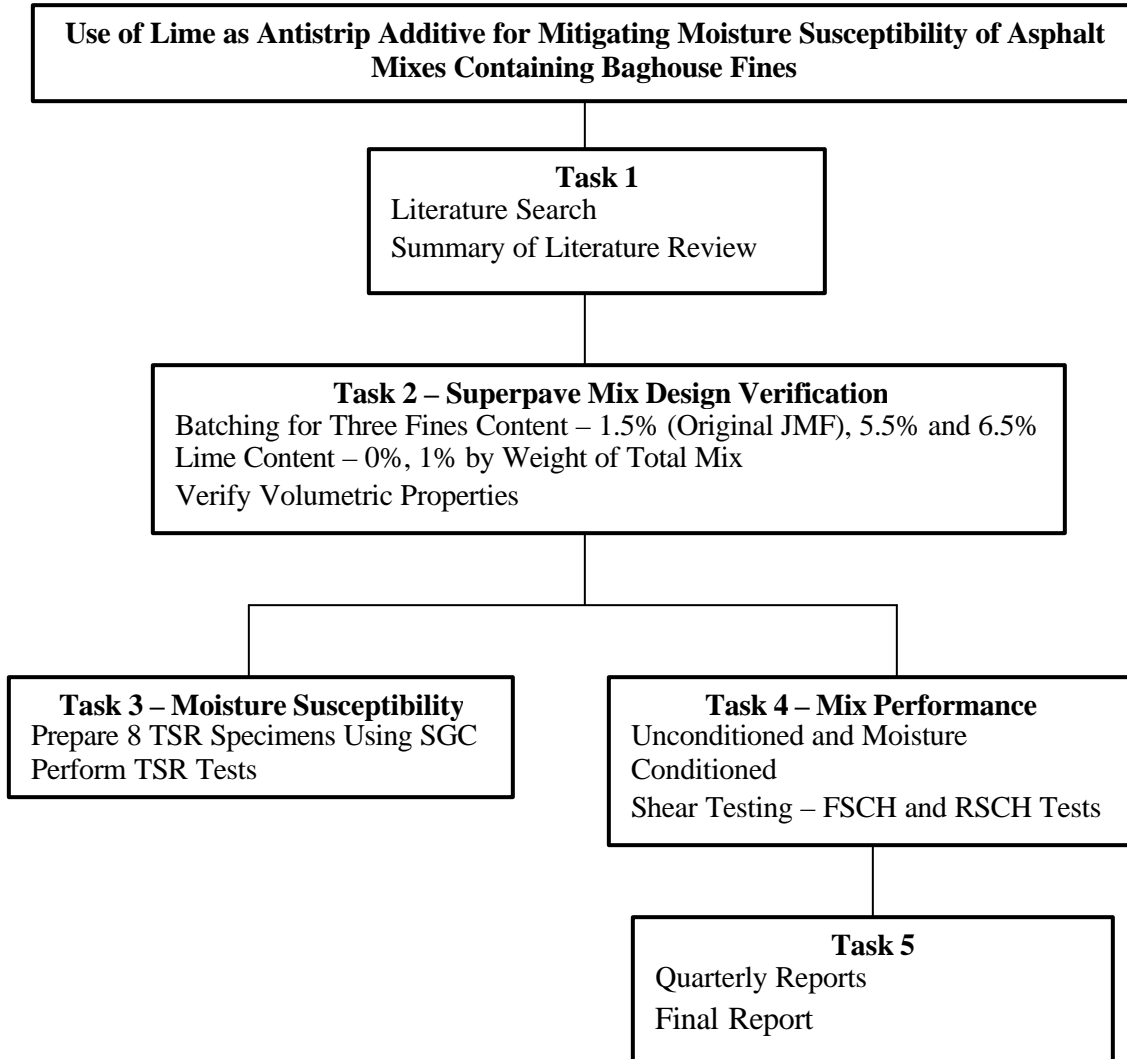 Use of Lime as Antistrip Additive for Mitigating Moisture Susceptibility of Asphalt
Mixes Containing Baghouse Fines
Task 1
Literature Search
Summary of Literature Review
Task 2 – Superpave Mix Design Verification
Batching for Three Fines Content – 1.5% (Original JMF), 5.5% and 6.5%
Lime Content – 0%, 1% by Weight of Total Mix
Verify Volumetric Properties
Task 3 – Moisture Susceptibility
Prepare 8 TSR Specimens Using SGC
Perform TSR Tests
Task 4 – Mix Performance
Unconditioned and Moisture
Conditioned
Shear Testing – FSCH and RSCH Tests
Task 5
Quarterly Reports
Final Report